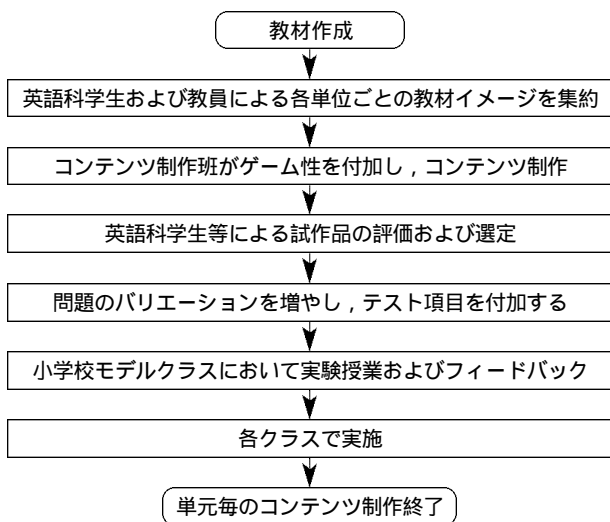 教材作成
英語科学生および教員による各単位ごとの教材イメージを集約
コンテンツ制作班がゲーム性を付加し，コンテンツ制作
英語科学生等による試作品の評価および選定
問題のバリエーションを増やし，テスト項目を付加する
小学校モデルクラスにおいて実験授業およびフィードバック
各クラスで実施
単元毎のコンテンツ制作終了